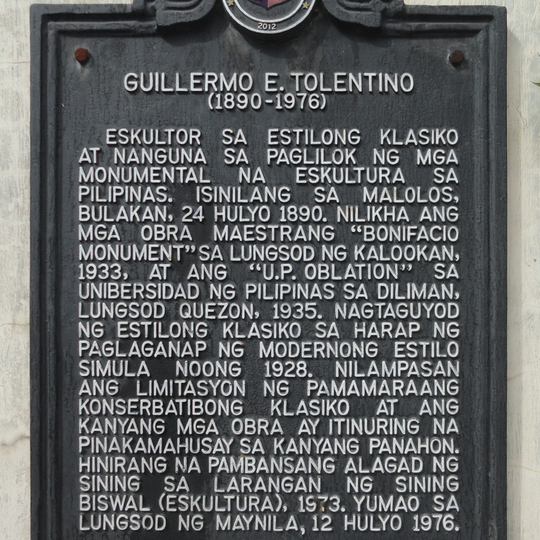 2012
GUILLERMO E. TOLENTINO
(1890-1976)
ESKULTOR SA ESTILONG KLASIKO
AT NANGUNA SA PAGLILOK NG MGA
MONUMENTAL NA ESKULTURA SA
PILIPINAS. ISINILANG SA MALOLOS,
BULAKAN, 24 HULYO 1890. NILIKHA ANG
MGA OBRA MAESTRANG "BONIFACIO
MONUMENT" SA LUNGSOD NG KALOOKAN,
1933, AT ANG "U.P. OBLATION" SA
UNIBERSIDAD NG PILIPINAS SA DILIMAN,
LUNGSOD QUEZON, 1935. NAGTAGUYOD
NG ESTILONG KLASIKO SA HARAP NG
PAGLAGANAP NG MODERNONG ESTILO
SIMULA NOONG 1928. NILAMPASAN
ANG LIMITASYON NG PAMAMARAANG
KONSERBATIBONG KLASIKO AT ANG
KANYANG MGA OBRA AY ITINURING NA
PINAKAMAHUSAY SA KANYANG PANAHON.
HINIRANG NA PAMBANSANG ALAGAD NG
SINING SA LARANGAN NG SINING
BISWAL (ESKULTURA), 1973. YUMAO SA
LUNGSOD NG MAYNILA, 12 HULYO 1976.